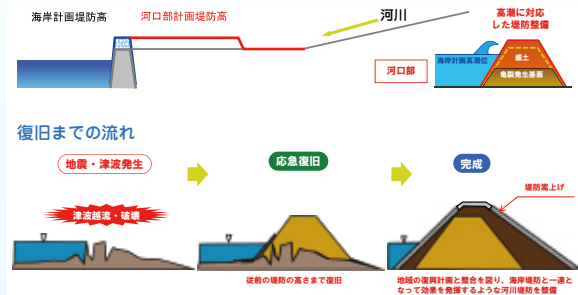 海岸計画堤防高
河口部計画堤防高
河川
高潮に対応
した堤防整備
海岸計画高潮位
盛土
亀裂発生基面
河口部
復旧までの流れ
地震・津波発生
応急復旧
完成
津波越流・破壊
堤防嵩上げ
従前の堤防の高さまで復旧
地域の復興計画と整合を図り、海岸堤防と一連と
なって効果を発揮するような河川堤防を整備